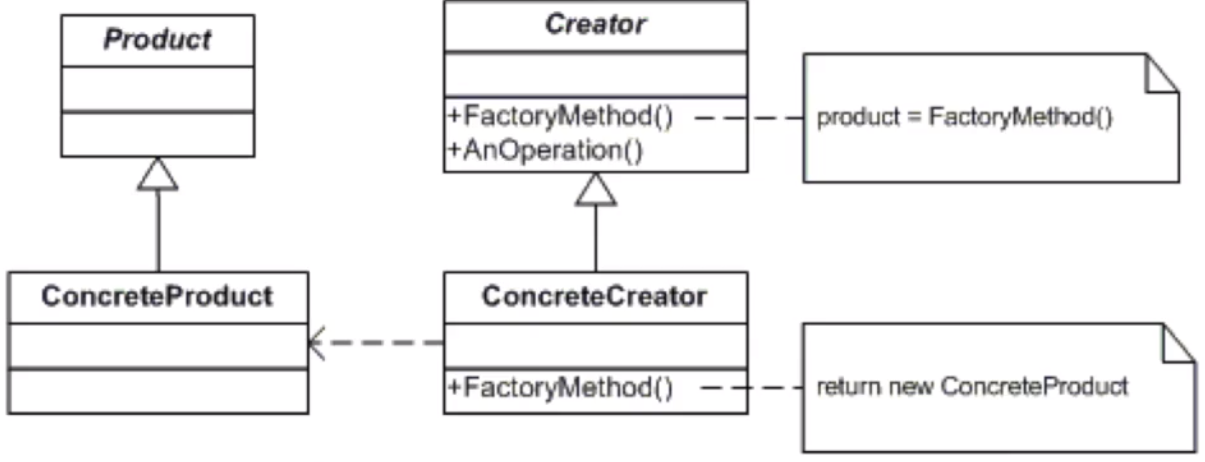 Product
Creator
+FactoryMethod()
+AnOperation()
product = FactoryMethod()
ConcreteProduct
ConcreteCreator
+FactoryMethod()
return new ConcreteProduct